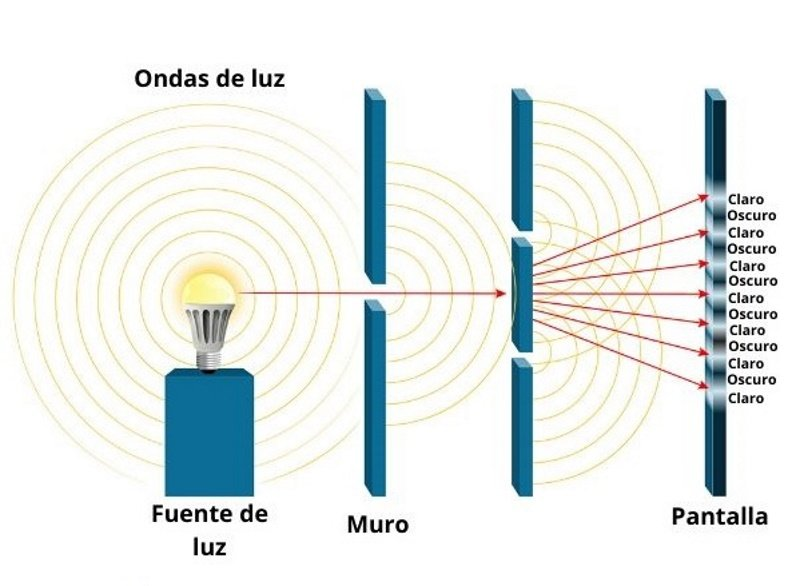 Ondas de luz
Claro
Oscuro
Claro
Oscuro
Claro
Oscuro
Claro
Oscuro
Claro
Oscuro
Claro
Oscuro
Claro
Fuente de
luz
Muro
Pantalla